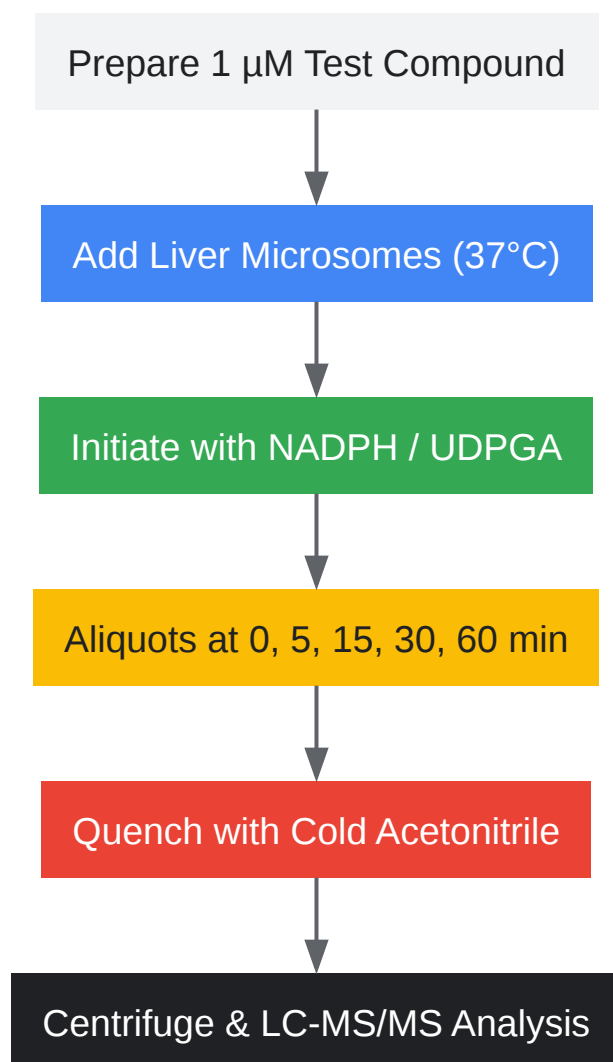 Prepare 1 µM Test Compound
Add Liver Microsomes (37°C)
Initiate with NADPH / UDPGA
Aliquots at 0, 5, 15, 30, 60 min
Quench with Cold Acetonitrile
Centrifuge & LC-MS/MS Analysis